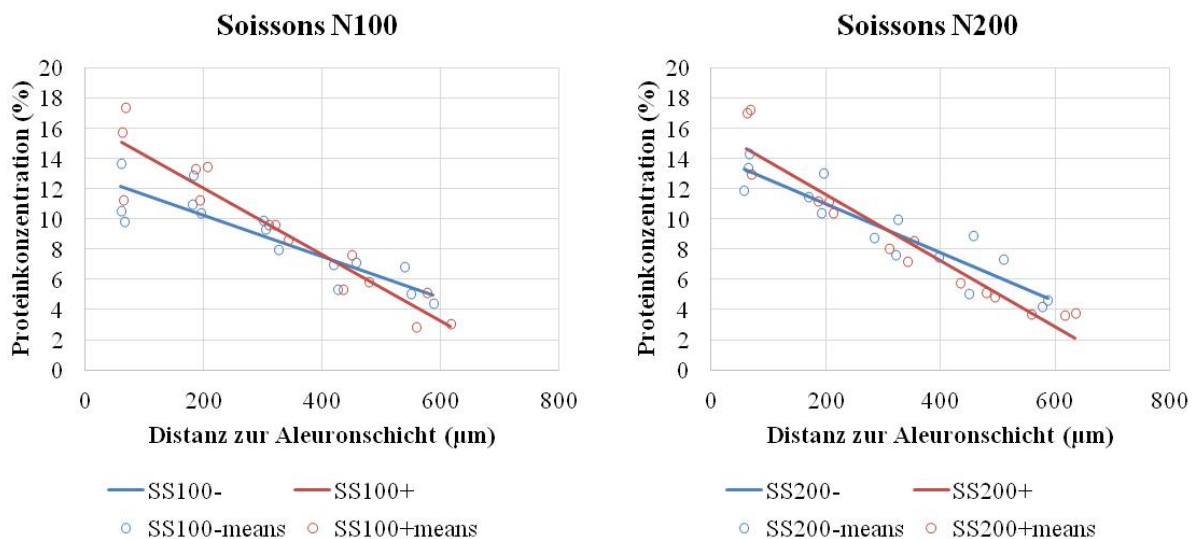 Soissons N100
Proteinkonzentration (%)
20
18
16
14
12
10
8
6
4
2
0
0 200 400 600 800
Distanz zur Aleuronschicht (µm)
SS100- SS100+
SS100-means SS100+means
Soissons N200
Proteinkonzentration (%)
20
18
16
14
12
10
8
6
4
2
0
0 200 400 600 800
Distanz zur Aleuronschicht (µm)
SS200- SS200+
SS200-means SS200+means